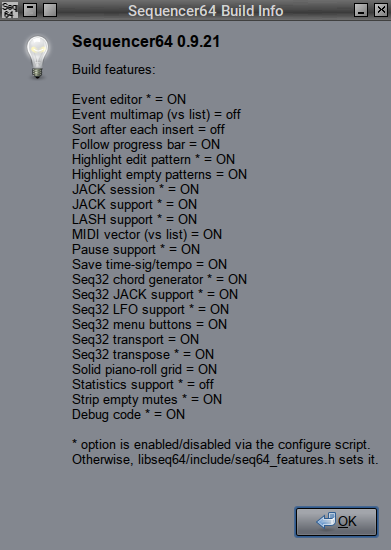 Seq
64
Sequencer64 Build Info
Sequencer64 0.9.21
Build features:
Event editor * = ON
Event multimap (vs list) = off
Sort after each insert = off
Follow progress bar = ON
Highlight edit pattern * = ON
Highlight empty patterns = ON
JACK session * = ON
JACK support * = ON
LASH support * = ON
MIDI vector (vs list) = ON
Pause support * = ON
Save time-sig/tempo = ON
Seq32 chord generator * = ON
Seq32 JACK support * = ON
Seq32 LFO support * = ON
Seq32 menu buttons = ON
Seq32 transport = ON
Seq32 transpose * = ON
Solid piano-roll grid = ON
Statistics support * = off
Strip empty mutes * = ON
Debug code * = ON
* option is enabled/disabled via the configure script.
Otherwise, libseq64/include/seq64_features.h sets it.
OK